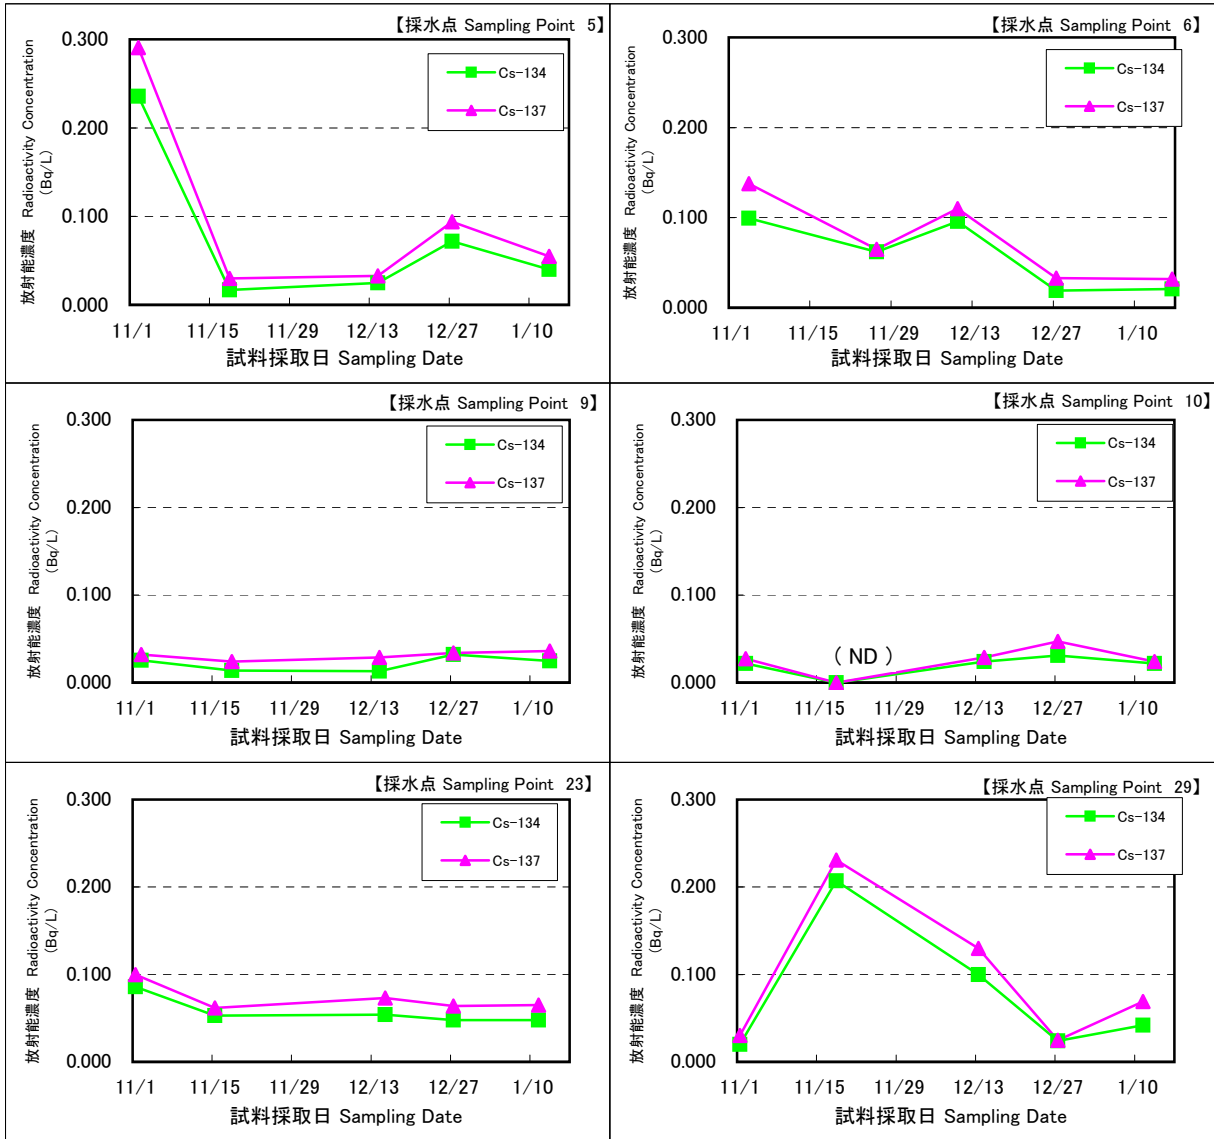 【採水点 Sampling Point 5】
放射能濃度 Radioactivity Concentration
(Bq/L)
0.300
0.200
0.100
0.000
Cs-134
Cs-137
11/1 11/15 11/29 12/13 12/27 1/10
試料採取日 Sampling Date
【採水点 Sampling Point 6】
放射能濃度 Radioactivity Concentration
(Bq/L)
0.300
0.200
0.100
0.000
Cs-134
Cs-137
11/1 11/15 11/29 12/13 12/27 1/10
試料採取日 Sampling Date
【採水点 Sampling Point 9】
放射能濃度 Radioactivity Concentration
(Bq/L)
0.300
0.200
0.100
0.000
Cs-134
Cs-137
11/1 11/15 11/29 12/13 12/27 1/10
試料採取日 Sampling Date
【採水点 Sampling Point 10】
放射能濃度 Radioactivity Concentration
(Bq/L)
0.300
0.200
0.100
0.000
Cs-134
Cs-137
( ND )
11/1 11/15 11/29 12/13 12/27 1/10
試料採取日 Sampling Date
【採水点 Sampling Point 23】
放射能濃度 Radioactivity Concentration
(Bq/L)
0.300
0.200
0.100
0.000
Cs-134
Cs-137
11/1 11/15 11/29 12/13 12/27 1/10
試料採取日 Sampling Date
【採水点 Sampling Point 29】
放射能濃度 Radioactivity Concentration
(Bq/L)
0.300
0.200
0.100
0.000
Cs-134
Cs-137
11/1 11/15 11/29 12/13 12/27 1/10
試料採取日 Sampling Date